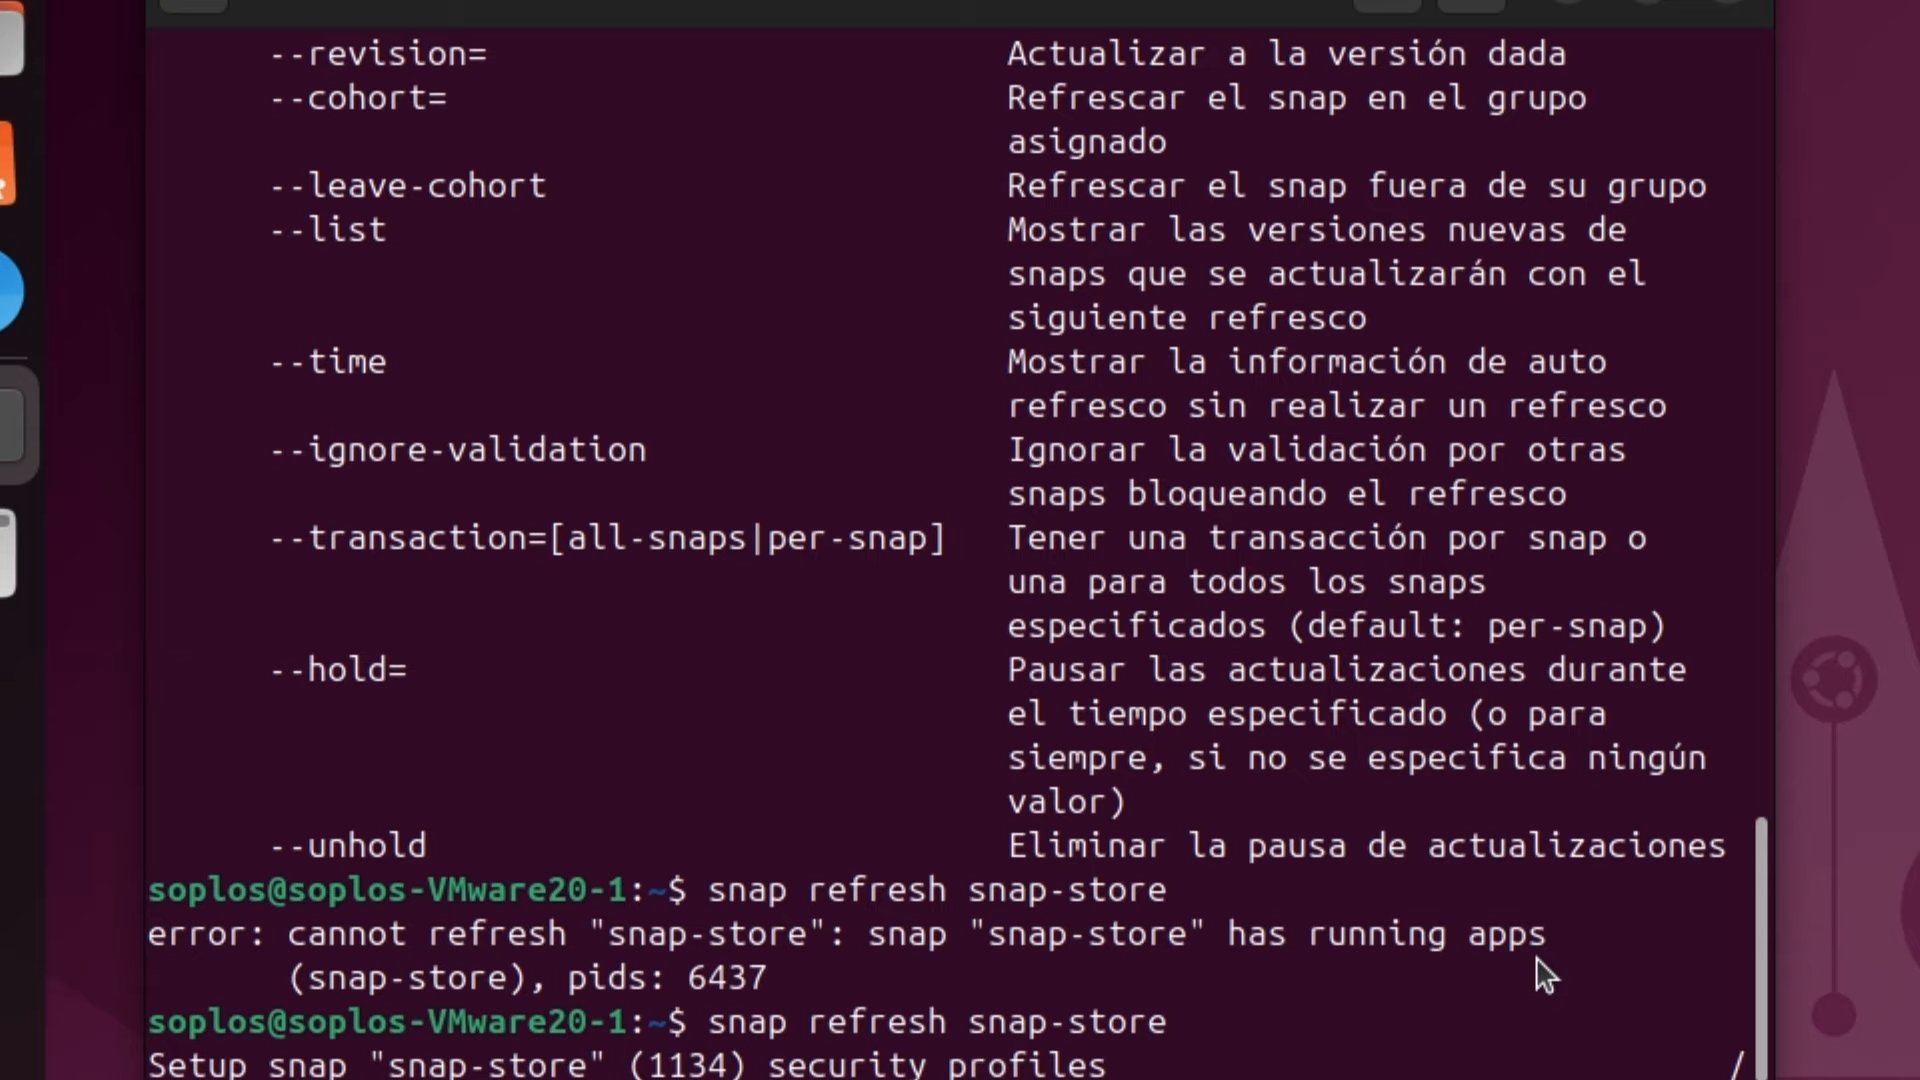 --revision= Actualizar a la versión dada
--cohort= Refrescar el snap en el grupo
asignado
--leave-cohort Refrescar el snap fuera de su grupo
--list Mostrar las versiones nuevas de
snaps que se actualizarán con el
siguiente refresco
--time Mostrar la información de auto
refresco sin realizar un refresco
--ignore-validation Ignorar la validación por otras
snaps bloqueando el refresco
--transaction=[all-snaps|per-snap] Tener una transacción por snap o
una para todos los snaps
especificados (default: per-snap)
--hold= Pausar las actualizaciones durante
el tiempo especificado (o para
siempre, si no se especifica ningún
valor)
--unhold Eliminar la pausa de actualizaciones
soplos@soplos-VMware20-1:~$ snap refresh snap-store
error: cannot refresh "snap-store": snap "snap-store" has running apps
(snap-store), pids: 6437
soplos@soplos-VMware20-1:~$ snap refresh snap-store
Setup snap "snap-store" (1134) security profiles /